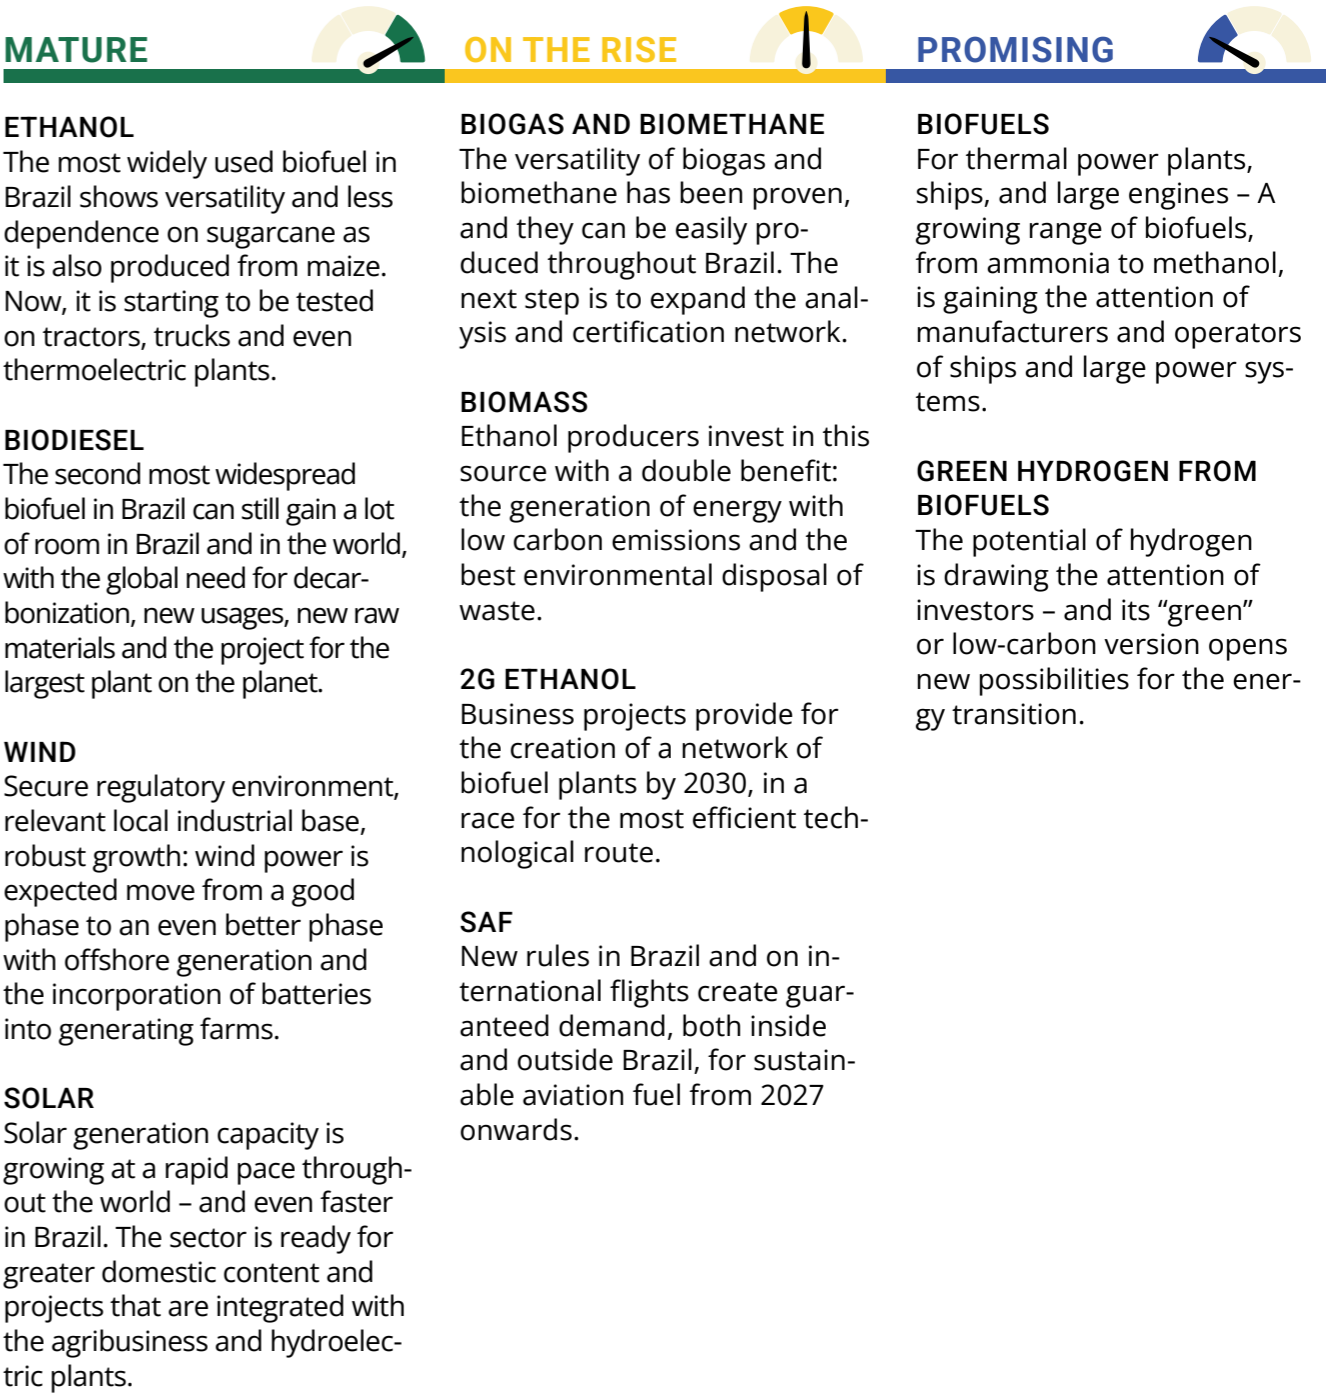 MATURE
ETHANOL
The most widely used biofuel in
Brazil shows versatility and less
dependence on sugarcane as
it is also produced from maize.
Now, it is starting to be tested
on tractors, trucks and even
thermoelectric plants.
BIODIESEL
The second most widespread
biofuel in Brazil can still gain a lot
of room in Brazil and in the world,
with the global need for decar-
bonization, new usages, new raw
materials and the project for the
largest plant on the planet.
WIND
Secure regulatory environment,
relevant local industrial base,
robust growth: wind power is
expected move from a good
phase to an even better phase
with offshore generation and
the incorporation of batteries
into generating farms.
SOLAR
Solar generation capacity is
growing at a rapid pace through-
out the world – and even faster
in Brazil. The sector is ready for
greater domestic content and
projects that are integrated with
the agribusiness and hydroelec-
tric plants.
ON THE RISE
BIOGAS AND BIOMETHANE
The versatility of biogas and
biomethane has been proven,
and they can be easily pro-
duced throughout Brazil. The
next step is to expand the anal-
ysis and certification network.
BIOMASS
Ethanol producers invest in this
source with a double benefit:
the generation of energy with
low carbon emissions and the
best environmental disposal of
waste.
2G ETHANOL
Business projects provide for
the creation of a network of
biofuel plants by 2030, in a
race for the most efficient tech-
nological route.
SAF
New rules in Brazil and on in-
ternational flights create guar-
anteed demand, both inside
and outside Brazil, for sustain-
able aviation fuel from 2027
onwards.
PROMISING
BIOFUELS
For thermal power plants,
ships, and large engines – A
growing range of biofuels,
from ammonia to methanol,
is gaining the attention of
manufacturers and operators
of ships and large power sys-
tems.
GREEN HYDROGEN FROM
BIOFUELS
The potential of hydrogen
is drawing the attention of
investors – and its “green”
or low-carbon version opens
new possibilities for the ener-
gy transition.